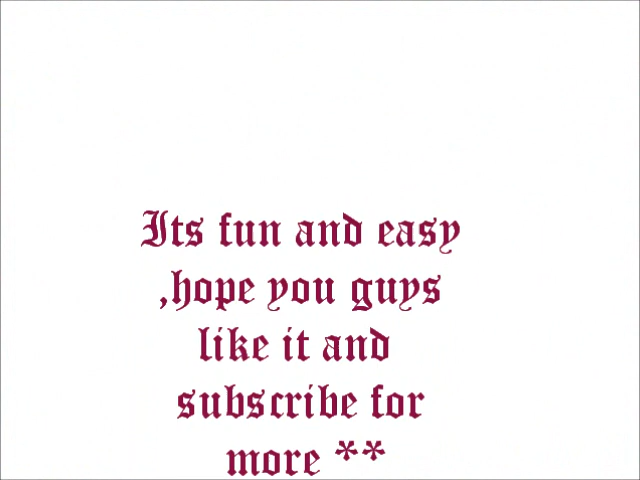 Its fun and easy
,hope you guys
like it and
subscribe for
more **